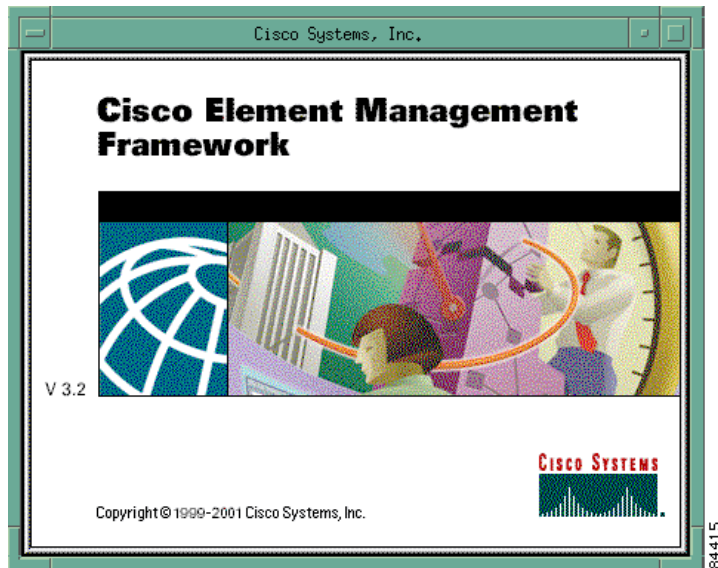 Cisco Systems, Inc.
Cisco Element Management
Framework
V 3.2
CISCO SYSTEMS
Copyright © 1999-2001 Cisco Systems, Inc.
84415